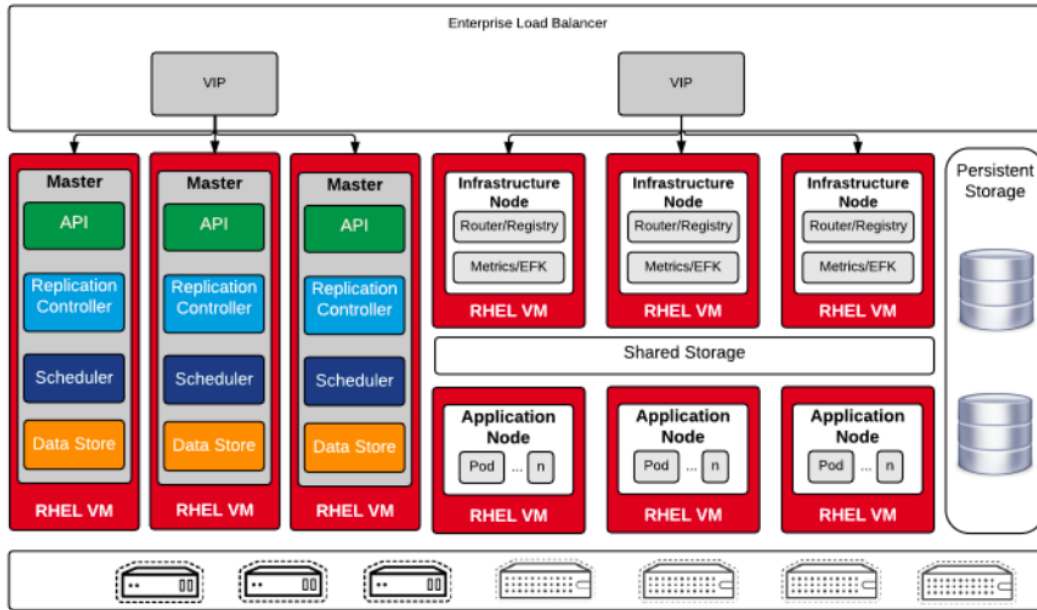 Enterprise Load Balancer
VIP
VIP
Master
API
Replication
Controller
Scheduler
Data Store
RHEL VM
Master
API
Replication
Controller
Scheduler
Data Store
RHEL VM
Master
API
Replication
Controller
Scheduler
Data Store
RHEL VM
Infrastructure
Node
Router/Registry
Metrics/EFK
RHEL VM
Infrastructure
Node
Router/Registry
Metrics/EFK
RHEL VM
Infrastructure
Node
Router/Registry
Metrics/EFK
RHEL VM
Shared Storage
Application
Node
Pod ... n
RHEL VM
Application
Node
Pod ... n
RHEL VM
Application
Node
Pod ... n
RHEL VM
Persistent
Storage